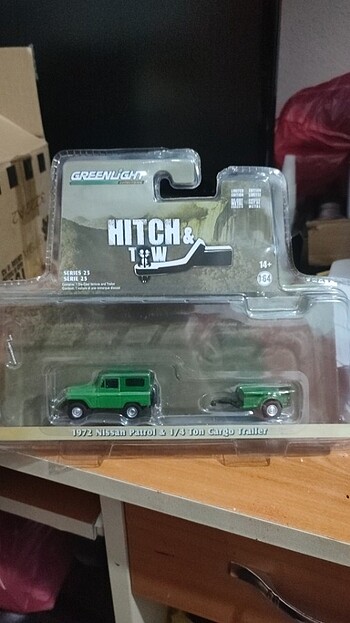 GREENLIGHT
HITCH &
TOW
SERIES 25
SERIE 25
14+
1:64
1972 Nissan Patrol & 1/4 Ton Cargo Trailer